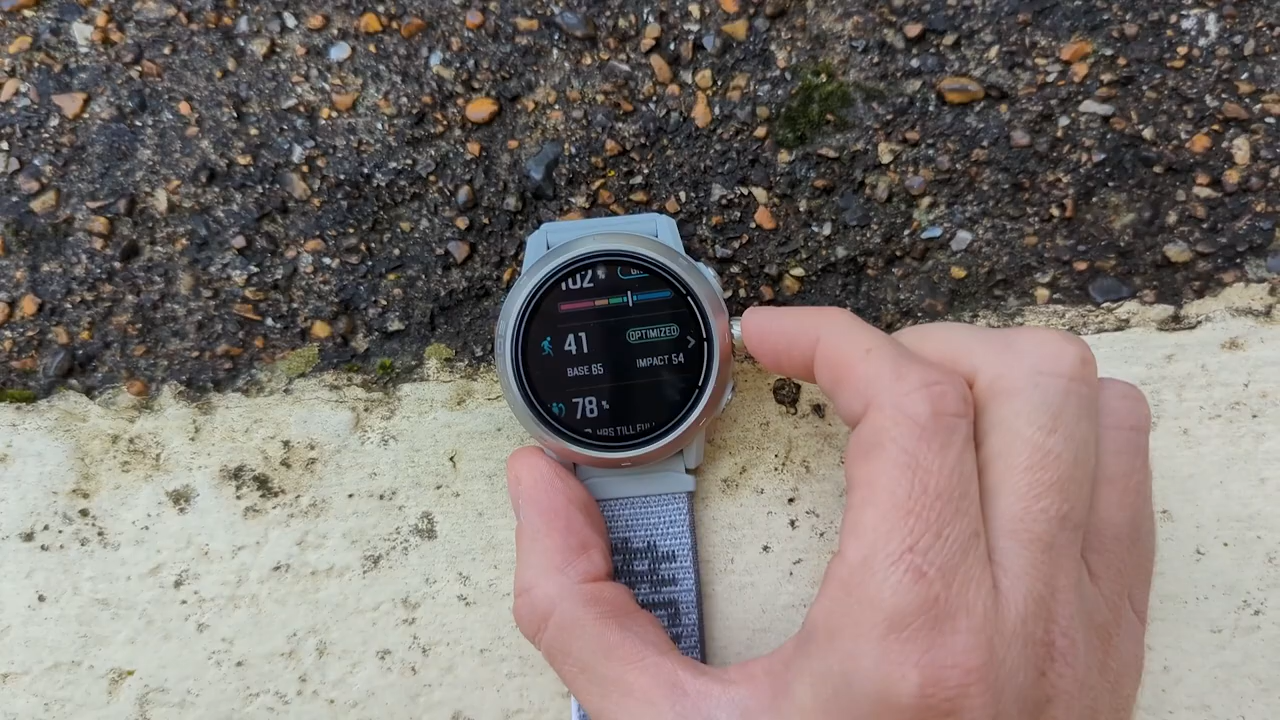 102 %
OPTIMIZED
41
BASE 65 IMPACT 54
78 %
HRS TILL FULL